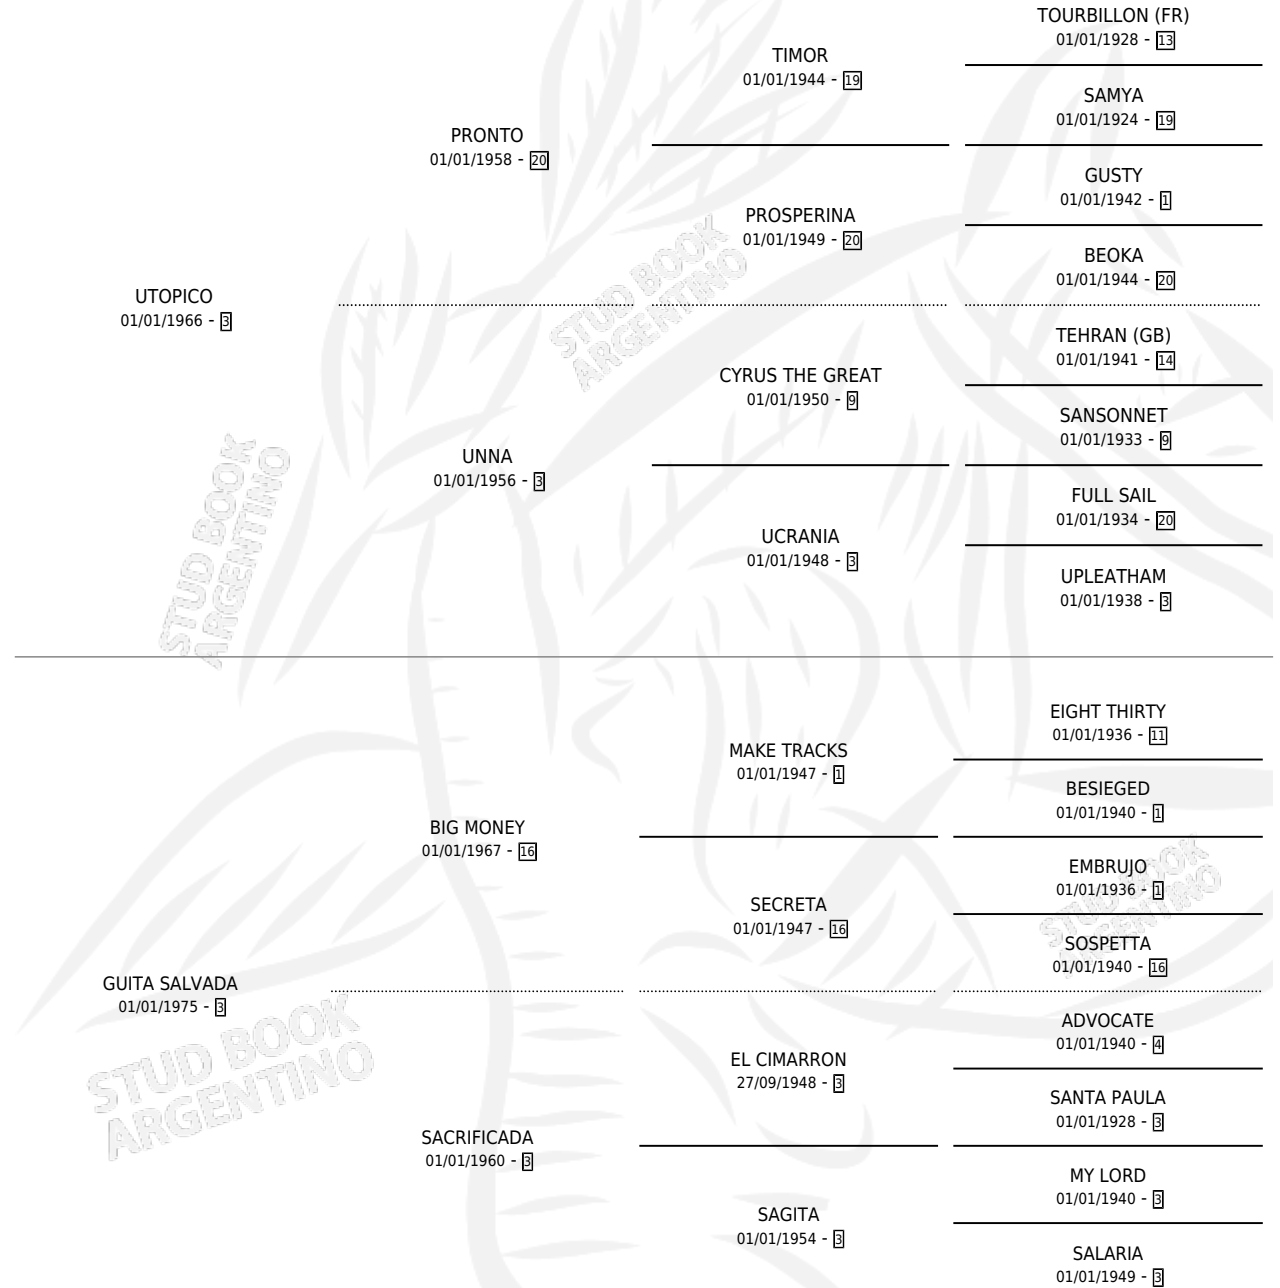 TOURBILLON (FR)
01/01/1928 - 13
TIMOR
01/01/1944 - 19
SAMYA
01/01/1924 - 19
PRONTO
01/01/1958 - 20
GUSTY
01/01/1942 - 1
PROSPERINA
01/01/1949 - 20
BEOKA
01/01/1944 - 20
UTOPICO
01/01/1966 - 3
STUD BOOK
ARGENTINO
TEHRAN (GB)
01/01/1941 - 14
CYRUS THE GREAT
01/01/1950 - 9
SANSONNET
01/01/1933 - 9
UNNA
01/01/1956 - 3
FULL SAIL
01/01/1934 - 20
UCRANIA
01/01/1948 - 3
UPLEATHAM
01/01/1938 - 3
STUD BOOK
ARGENTINO
EIGHT THIRTY
01/01/1936 - 11
MAKE TRACKS
01/01/1947 - 1
BESIEGED
01/01/1940 - 1
BIG MONEY
01/01/1967 - 16
EMBRUJO
01/01/1936 - 1
SECRETA
01/01/1947 - 16
SOSPETTA
01/01/1940 - 16
STUD BOOK
ARGENTINO
GUITA SALVADA
01/01/1975 - 3
ADVOCATE
01/01/1940 - 4
EL CIMARRON
27/09/1948 - 3
SANTA PAULA
01/01/1928 - 3
STUD BOOK
ARGENTINO
SACRIFICADA
01/01/1960 - 3
MY LORD
01/01/1940 - 3
SAGITA
01/01/1954 - 3
SALARIA
01/01/1949 - 3